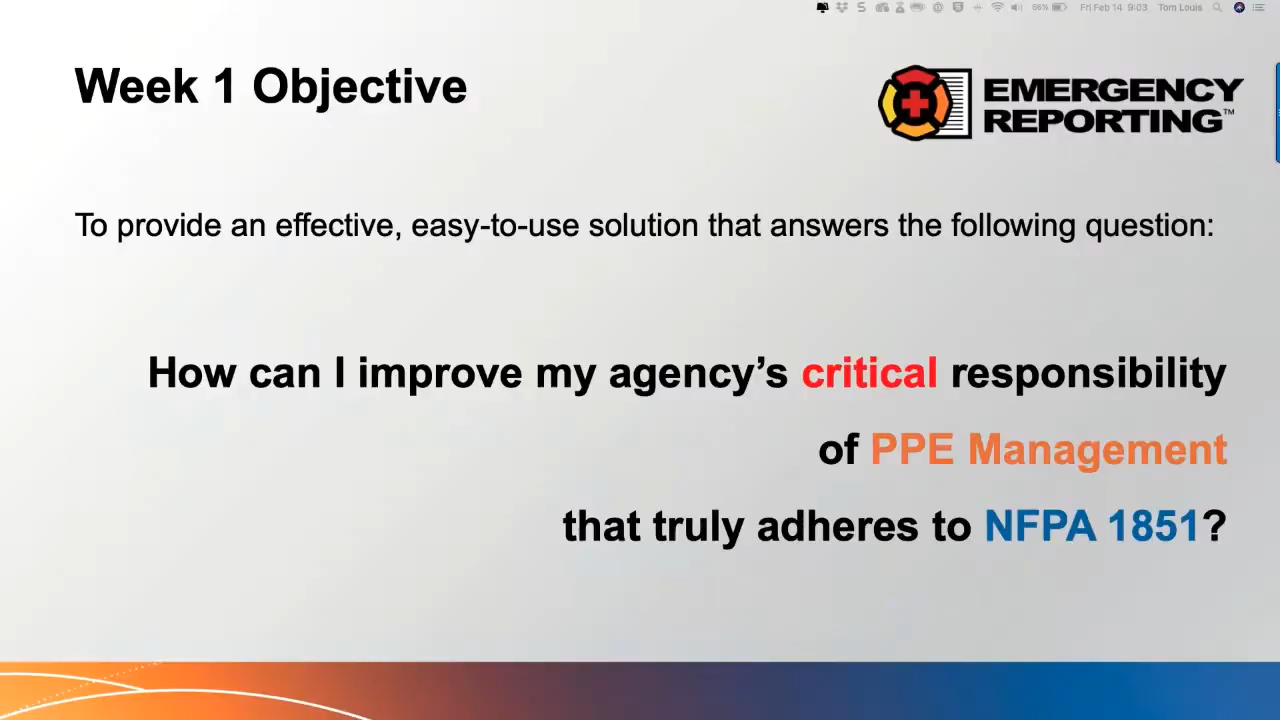 66% Fri Feb 14 9:03 Tom Louis
Week 1 Objective
EMERGENCY
REPORTING™
To provide an effective, easy-to-use solution that answers the following question:
How can I improve my agency’s critical responsibility
of PPE Management
that truly adheres to NFPA 1851?